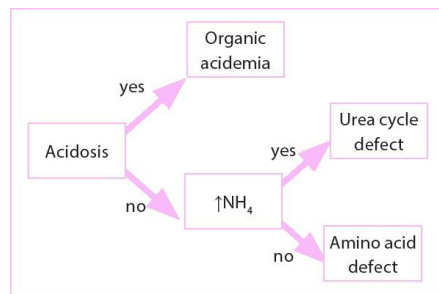 Organic
acidemia
yes
Acidosis
no
↑NH₄
yes
Urea cycle
defect
no
Amino acid
defect